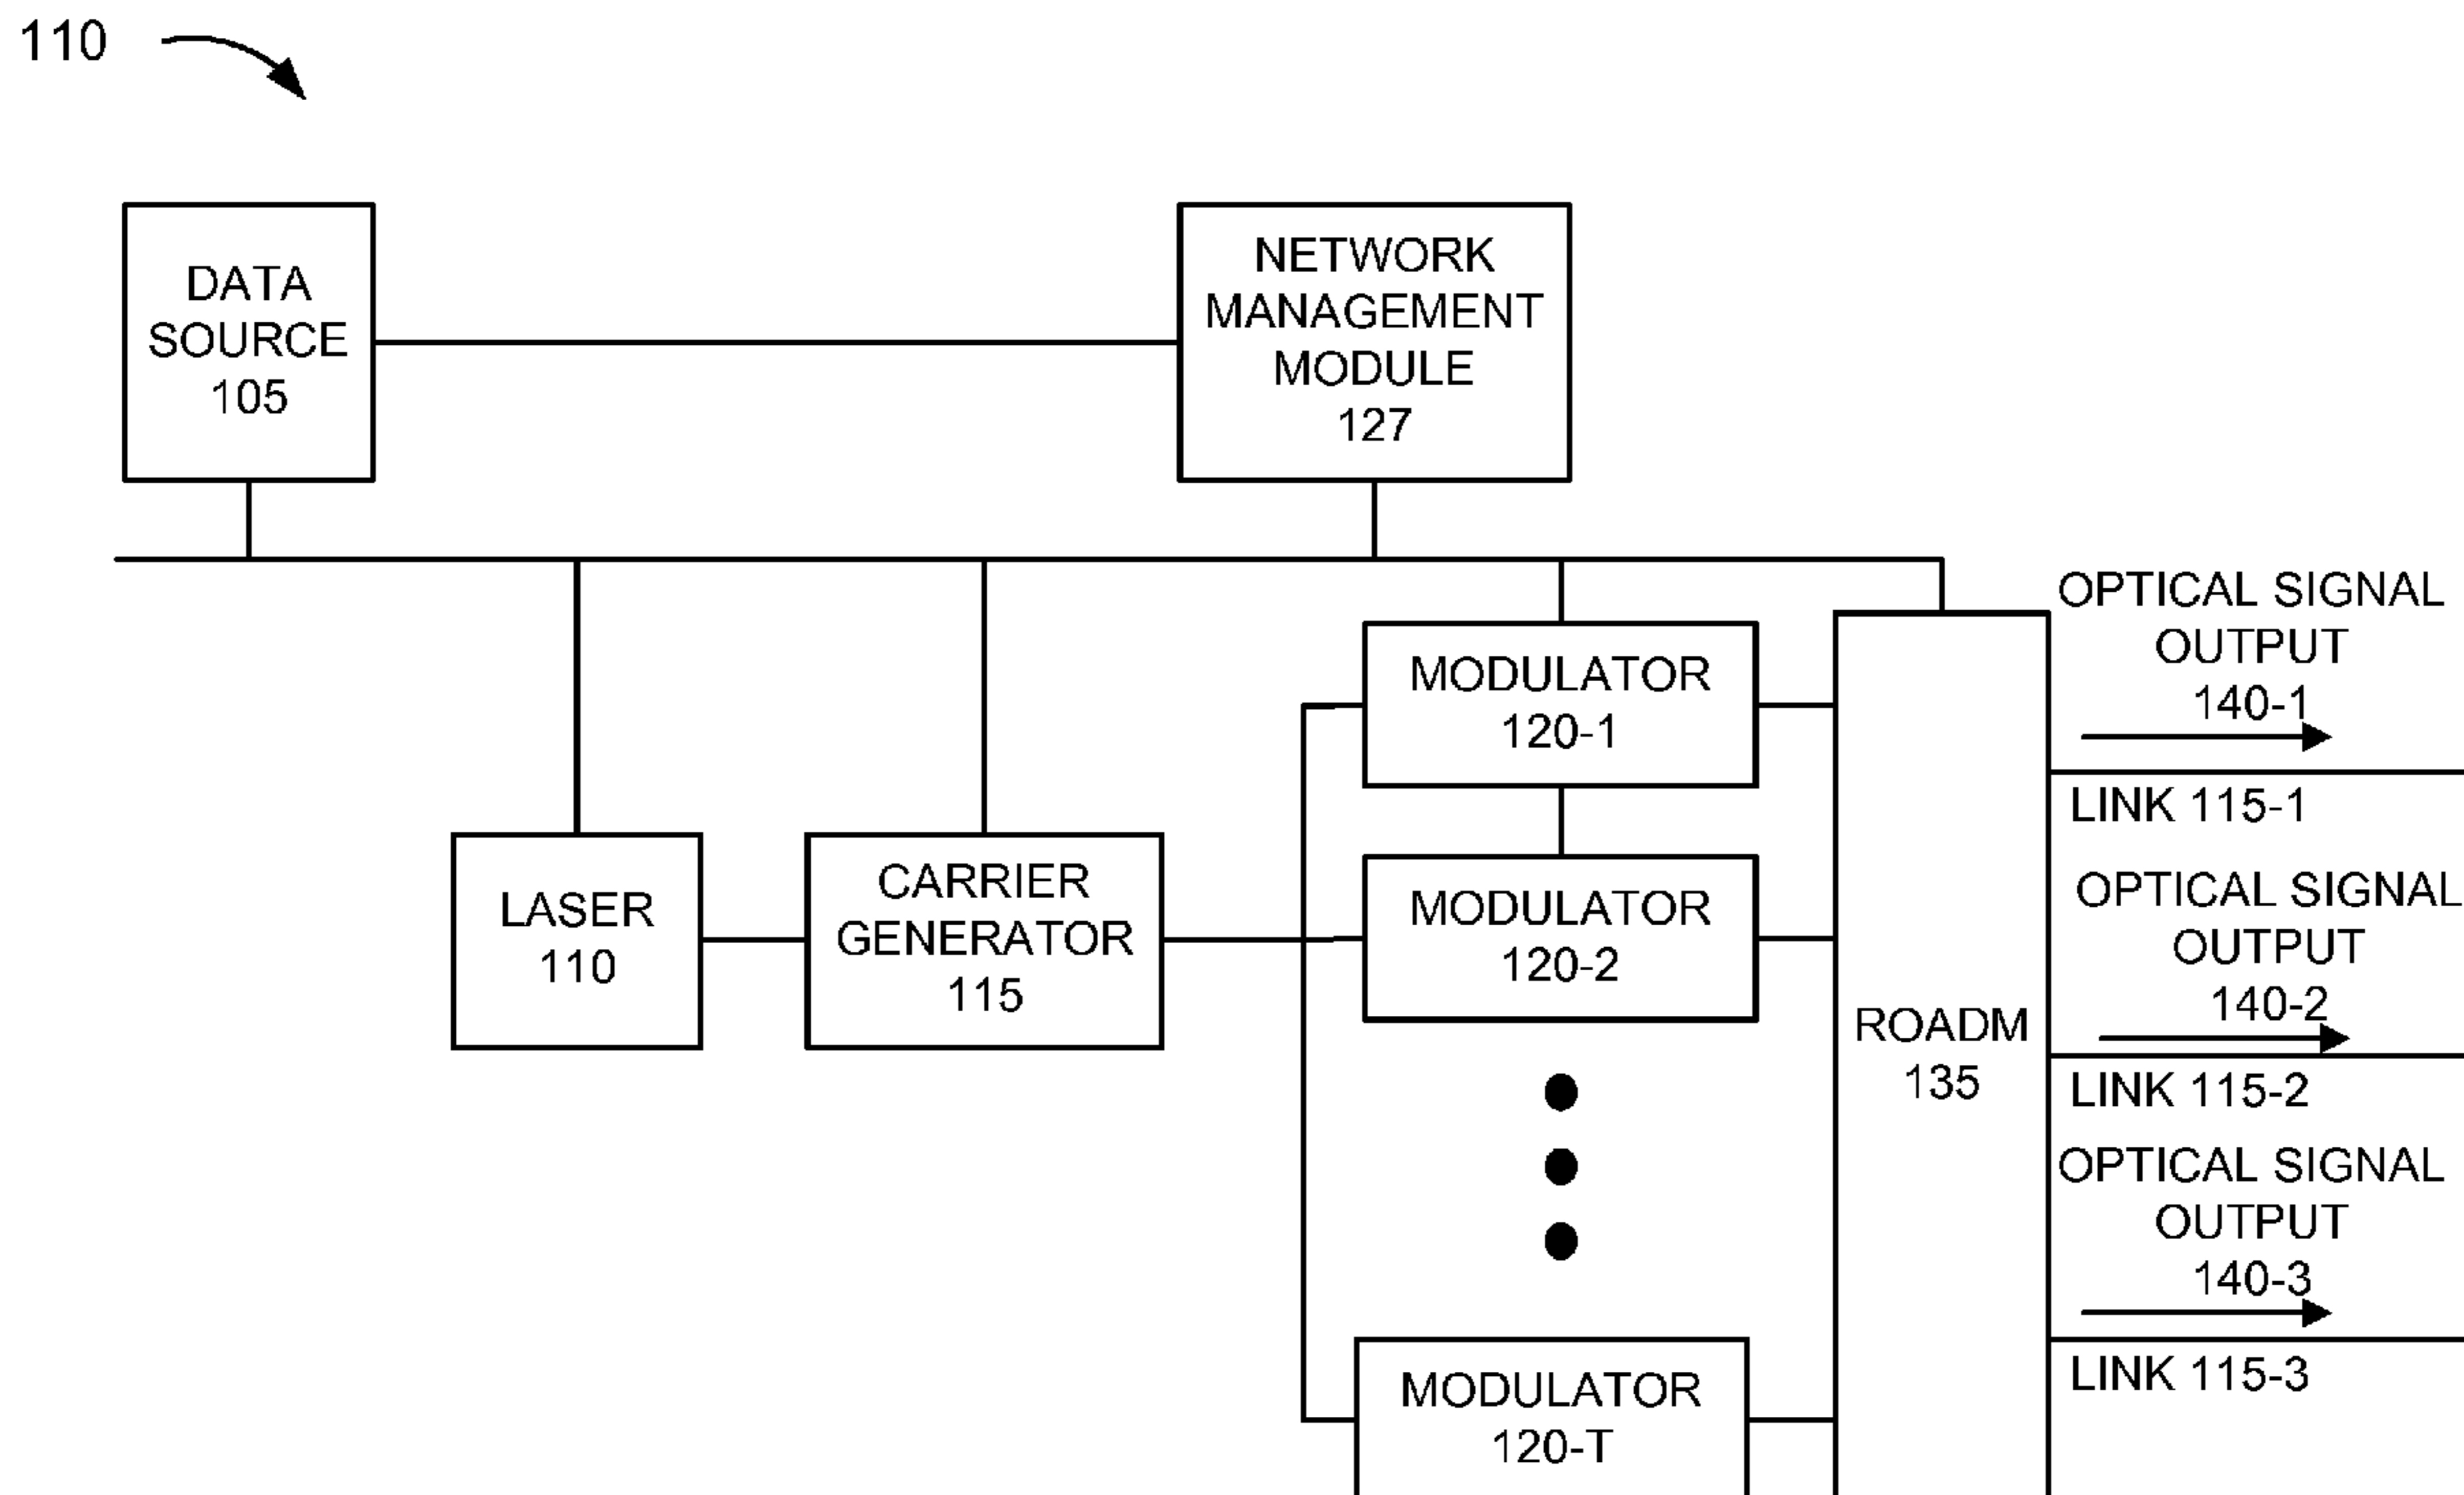 110
DATA
SOURCE
105
NETWORK
MANAGEMENT
MODULE
127
LASER
110
CARRIER
GENERATOR
115
MODULATOR
120-1
MODULATOR
120-2
MODULATOR
120-T
ROADM
135
OPTICAL SIGNAL
OUTPUT
140-1
LINK 115-1
OPTICAL SIGNAL
OUTPUT
140-2
LINK 115-2
OPTICAL SIGNAL
OUTPUT
140-3
LINK 115-3